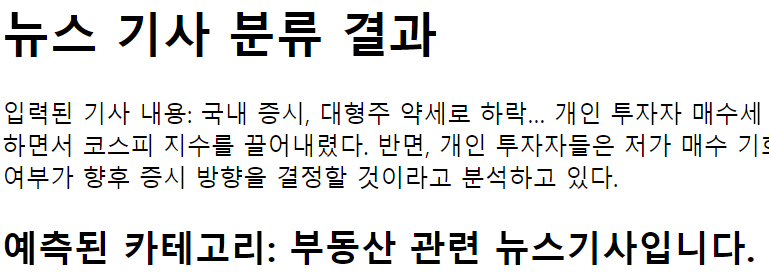 뉴스 기사 분류 결과
입력된 기사 내용: 국내 증시, 대형주 약세로 하락... 개인 투자자 매수세
하면서 코스피 지수를 끌어내렸다. 반면, 개인 투자자들은 저가 매수
여부가 향후 증시 방향을 결정할 것이라고 분석하고 있다.
예측된 카테고리: 부동산 관련 뉴스기사입니다.